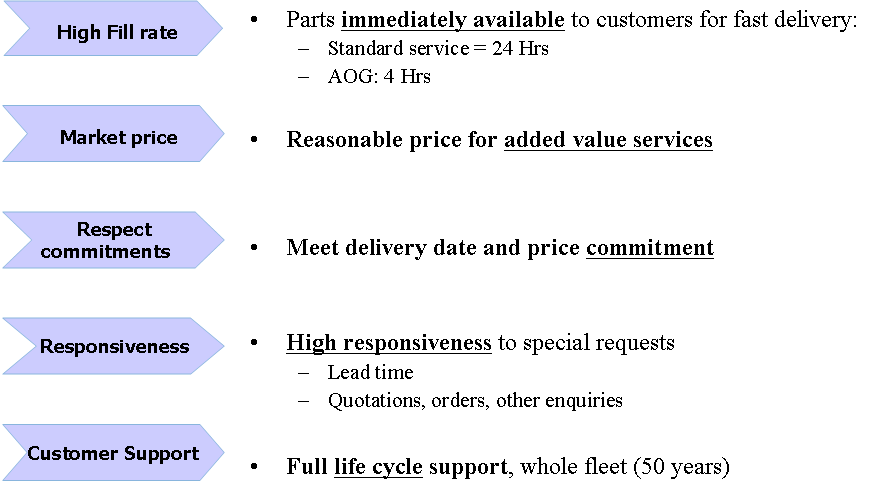 High Fill rate
• Parts immediately available to customers for fast delivery:
– Standard service = 24 Hrs
– AOG: 4 Hrs
Market price
• Reasonable price for added value services
Respect
commitments
• Meet delivery date and price commitment
Responsiveness
• High responsiveness to special requests
– Lead time
– Quotations, orders, other enquiries
Customer Support
• Full life cycle support, whole fleet (50 years)